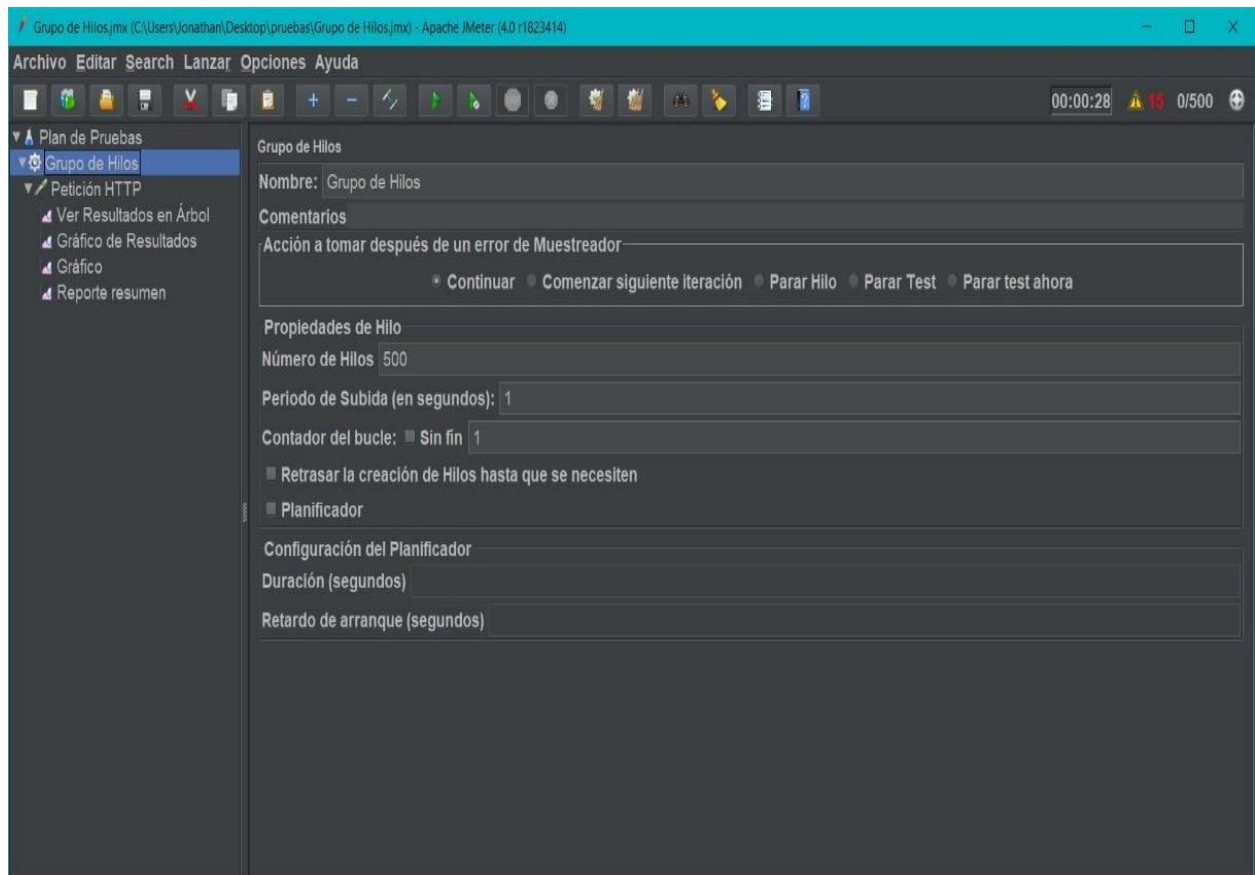 Grupo de Hilos.jmx (C:\Users\Jonathan\Desktop\pruebas\Grupo de Hilos.jmx) - Apache JMeter (4.0 r1823414)
Archivo Editar Search Lanzar Opciones Ayuda
00:00:28 15 0/500
Plan de Pruebas
Grupo de Hilos
Petición HTTP
Ver Resultados en Árbol
Gráfico de Resultados
Gráfico
Reporte resumen
Grupo de Hilos
Nombre: Grupo de Hilos
Comentarios
Acción a tomar después de un error de Muestreador
Continuar Comenzar siguiente iteración Parar Hilo Parar Test Parar test ahora
Propiedades de Hilo
Número de Hilos 500
Periodo de Subida (en segundos): 1
Contador del bucle: Sin fin 1
Retrasar la creación de Hilos hasta que se necesiten
Planificador
Configuración del Planificador
Duración (segundos)
Retardo de arranque (segundos)